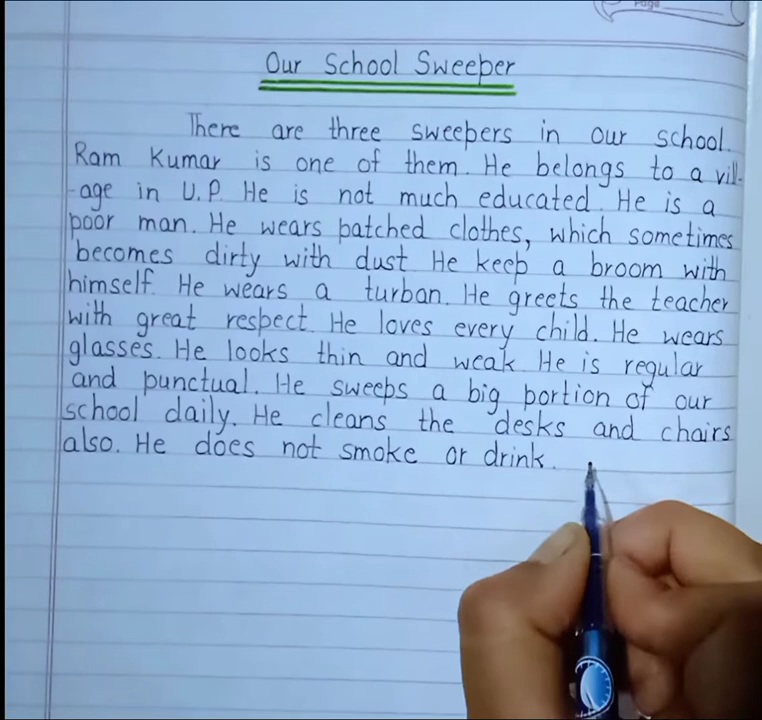 Page
Our School Sweeper
There are three sweepers in our school.
Ram Kumar is one of them. He belongs to a vill-
-age in U.P. He is not much educated. He is a
poor man. He wears patched clothes, which sometimes
becomes dirty with dust He keep a broom with
himself. He wears a turban. He greets the teacher
with great respect. He loves every child. He wears
glasses. He looks thin and weak. He is regular
and punctual. He sweeps a big portion of our
school daily. He cleans the desks and chairs
also. He does not smoke or drink.